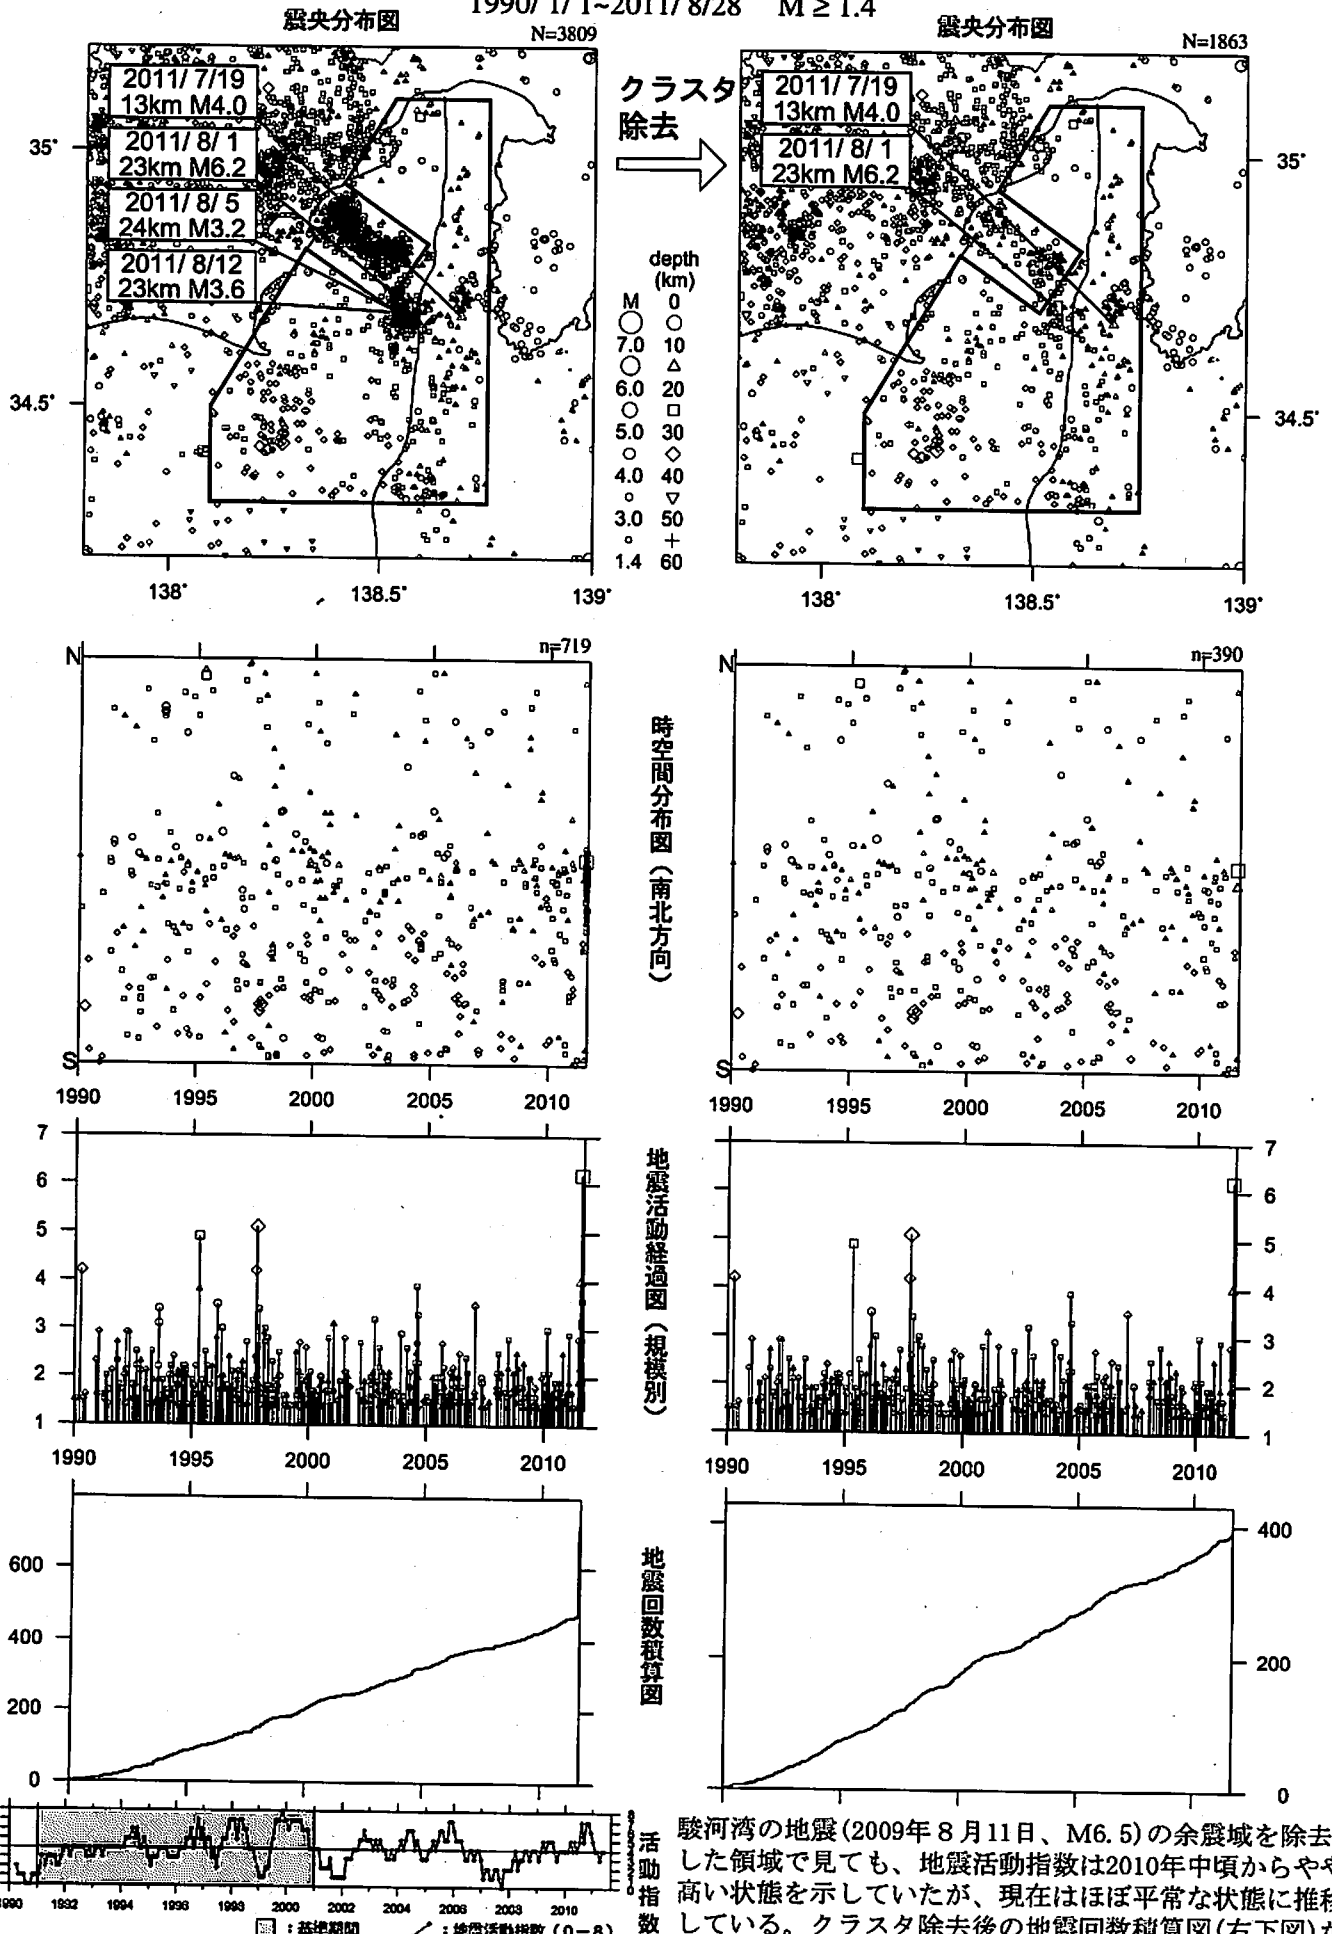 1990/ 1/ 1~2011/ 8/28 M ≥ 1.4
震央分布図
N=3809
2011/ 7/19
13km M4.0
2011/ 8/ 1
23km M6.2
2011/ 8/ 5
24km M3.2
2011/ 8/12
23km M3.6
35°
34.5°
138°
138.5°
139°
クラスタ
除去
depth
(km)
M 0
7.0 10
6.0 20
5.0 30
4.0 40
3.0 50
1.4 60
震央分布図
N=1863
2011/ 7/19
13km M4.0
2011/ 8/ 1
23km M6.2
35°
34.5°
138°
138.5°
139°
N
n=719
S
1990 1995 2000 2005 2010
時空間分布図(南北方向)
N
n=390
S
1990 1995 2000 2005 2010
7
6
5
4
3
2
1
1990 1995 2000 2005 2010
地震活動経過図(規模別)
7
6
5
4
3
2
1
1990 1995 2000 2005 2010
600
400
200
0
地震回数積算図
400
200
0
1990 1992 1994 1996 1998 2000 2002 2004 2006 2008 2010
活動指数
:基準期間
:地震活動指数(0-8)
駿河湾の地震(2009年8月11日、M6.5)の余震域を除去
した領域で見ても、地震活動指数は2010年中頃からやや
高い状態を示していたが、現在はほぼ平常な状態に推移
している。クラスタ除去後の地震回数積算図(右下図)